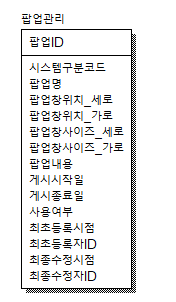 팝업관리
팝업ID
시스템구분코드
팝업명
팝업창위치_세로
팝업창위치_가로
팝업창사이즈_세로
팝업창사이즈_가로
팝업내용
게시시작일
게시종료일
사용여부
최초등록시점
최초등록자ID
최종수정시점
최종수정자ID